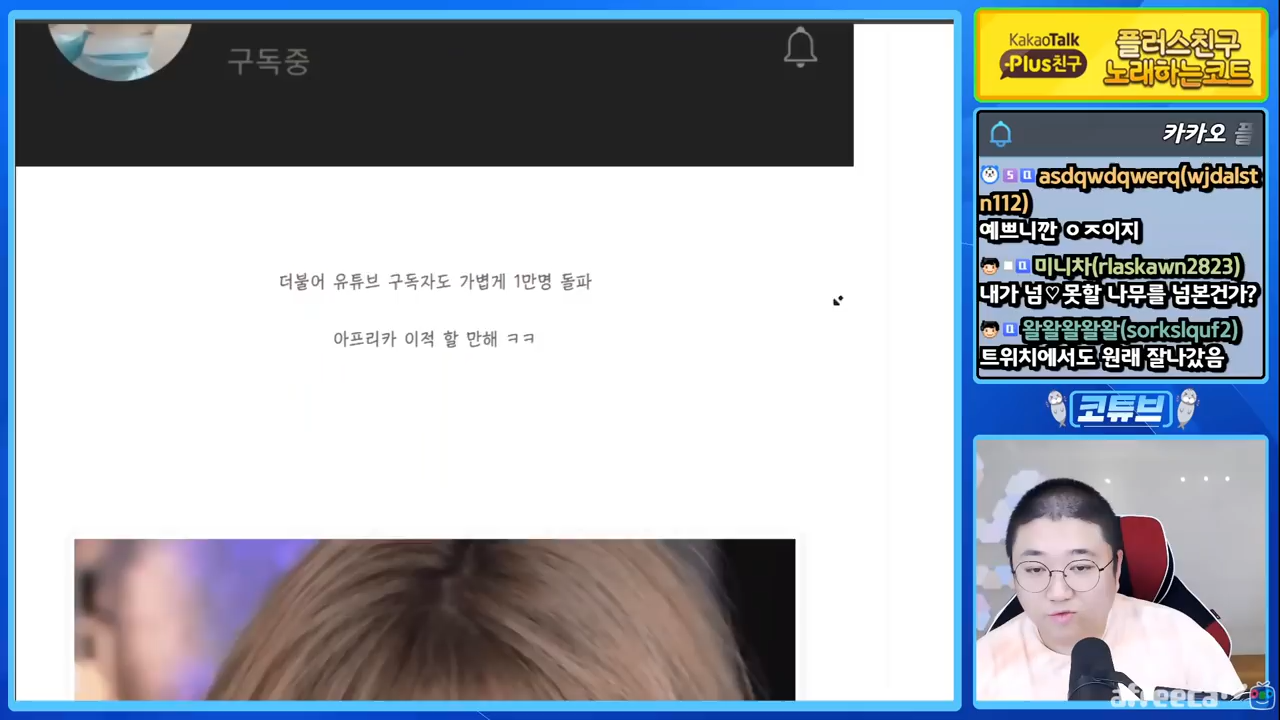 구독중
더불어 유튜브 구독자도 가볍게 1만명 돌파
아프리카 이적 할 만해 ㅋㅋ
KakaoTalk
Plus친구
플러스친구
노래하는코트
카카오 플
asdqwdqwerq(wjdalst
n112)
예쁘니깐 ㅇㅈ이지
미니차(rlaskawn2823)
내가 넘♡못할 나무를 넘본건가?
왈왈왈왈왈(sorkslquf2)
트위치에서도 원래 잘나갔음
코튜브
afreeca